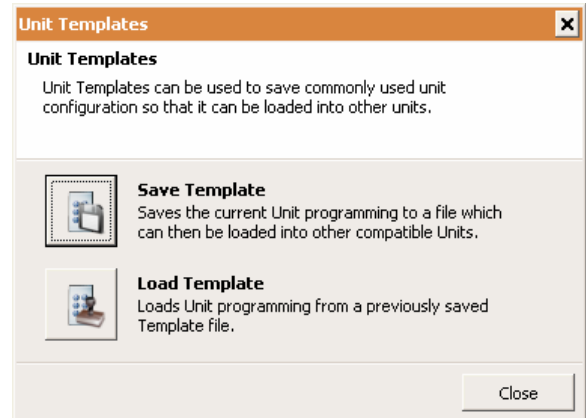 Unit Templates
Unit Templates
Unit Templates can be used to save commonly used unit
configuration so that it can be loaded into other units.
Save Template
Saves the current Unit programming to a file which
can then be loaded into other compatible Units.
Load Template
Loads Unit programming from a previously saved
Template file.
Close